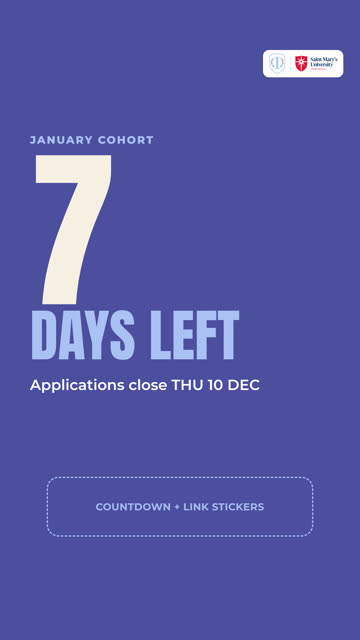 Saint Mary's
University
JANUARY COHORT
7
DAYS LEFT
Applications close THU 10 DEC
COUNTDOWN + LINK STICKERS